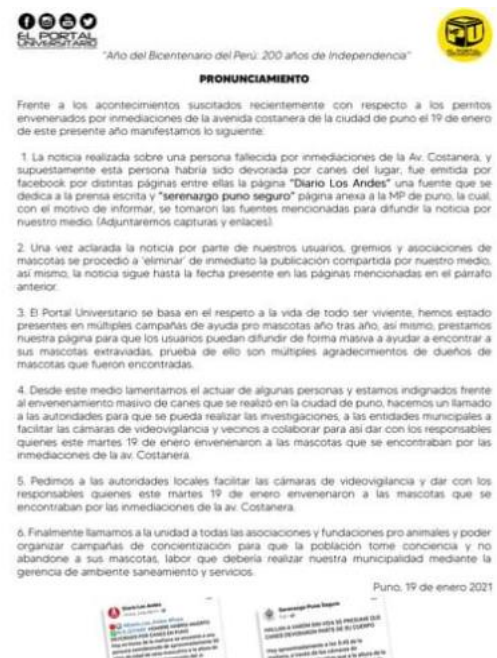 EL PORTAL
UNIVERSITARIO
"Año del Bicentenario del Perú: 200 años de Independencia"
PRONUNCIAMIENTO
Frente a los acontecimientos suscitados recientemente con respecto a los perritos
envenenados por inmediaciones de la avenida costanera de la ciudad de puno el 19 de enero
de este presente año manifestamos lo siguiente:
1. La noticia realizada sobre una persona fallecida por inmediaciones de la Av. Costanera, y
supuestamente esta persona habría sido devorada por canes del lugar, fue emitida por
facebook por distintas páginas entre ellas la página "Diario Los Andes" una fuente que se
dedica a la prensa escrita y "serenazgo puno seguro" página anexa a la MP de puno, la cual,
con el motivo de informar, se tomaron las fuentes mencionadas para difundir la noticia por
nuestro medio. (Adjuntaremos capturas y enlaces).
2. Una vez aclarada la noticia por parte de nuestros usuarios, gremios y asociaciones de
mascotas se procedió a 'eliminar' de inmediato la publicación compartida por nuestro medio,
así mismo, la noticia sigue hasta la fecha presente en las páginas mencionadas en el párrafo
anterior.
3. El Portal Universitario se basa en el respeto a la vida de todo ser viviente, hemos estado
presentes en múltiples campañas de ayuda pro mascotas año tras año, así mismo, prestamos
nuestra página para que los usuarios puedan difundir de forma masiva a ayudar a encontrar a
sus mascotas extraviadas, prueba de ello son múltiples agradecimientos de dueños de
mascotas que fueron encontradas.
4. Desde este medio lamentamos el actuar de algunas personas y estamos indignados frente
al envenenamiento masivo de canes que se realizó en la ciudad de puno, hacemos un llamado
a las autoridades para que se pueda realizar las investigaciones, a las entidades municipales a
facilitar las cámaras de videovigilancia y vecinos a colaborar para así dar con los responsables
quienes este martes 19 de enero envenenaron a las mascotas que se encontraban por las
inmediaciones de la av. Costanera.
5. Pedimos a las autoridades locales facilitar las cámaras de videovigilancia y dar con los
responsables quienes este martes 19 de enero envenenaron a las mascotas que se
encontraban por las inmediaciones de la av. Costanera.
6. Finalmente llamamos a la unidad a todas las asociaciones y fundaciones pro animales y poder
organizar campañas de concientización para que la población tome conciencia y no
abandone a sus mascotas, labor que debería realizar nuestra municipalidad mediante la
gerencia de ambiente saneamiento y servicios.
Puno, 19 de enero 2021
Diario Los Andes
Serenazgo Puno Seguro